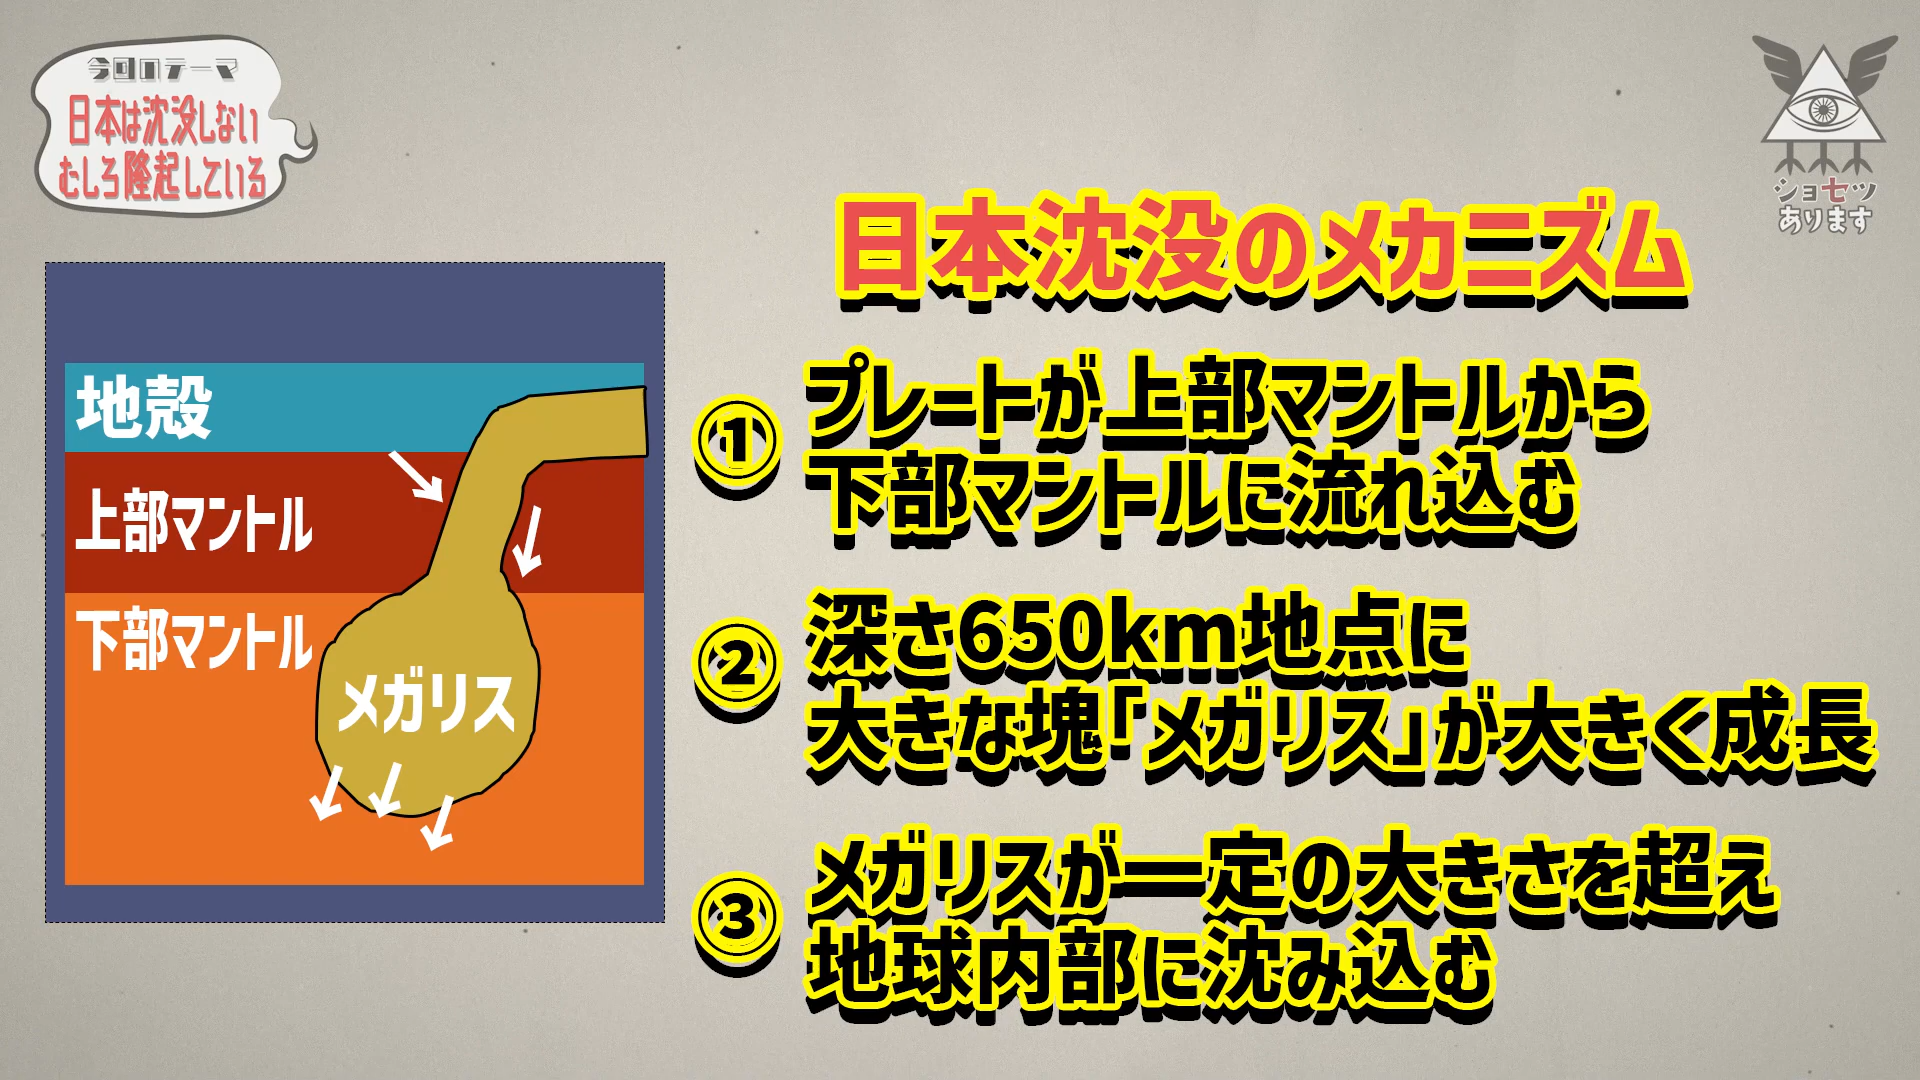 今回のテーマ
日本は沈没しない
むしろ隆起している
ショセツ
あります
日本沈没のメカニズム
地殻
上部マントル
下部マントル
メガリス
① プレートが上部マントルから
下部マントルに流れ込む
② 深さ650km地点に
大きな塊「メガリス」が大きく成長
③ メガリスが一定の大きさを超え
地球内部に沈み込む